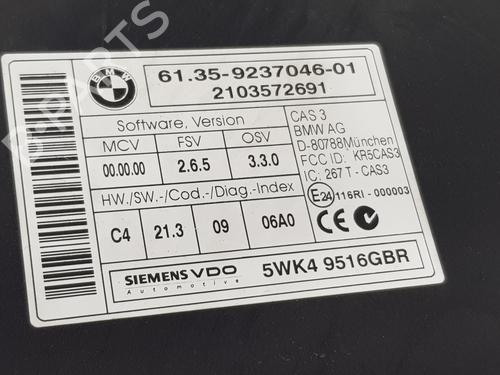 BMW
61.35-9237046-01
2103572691
Software, Version
MCV FSV OSV
00.00.00 2.6.5 3.3.0
HW./SW.-/Cod.-/Diag.-Index
C4 21.3 09 06A0
CAS 3
BMW AG
D-80788München
FCC ID: KR5CAS3
IC: 267 T - CAS3
E24 116RI - 000003
CE
SIEMENS VDO
Automotive
5WK4 9516GBR
B-PARTS